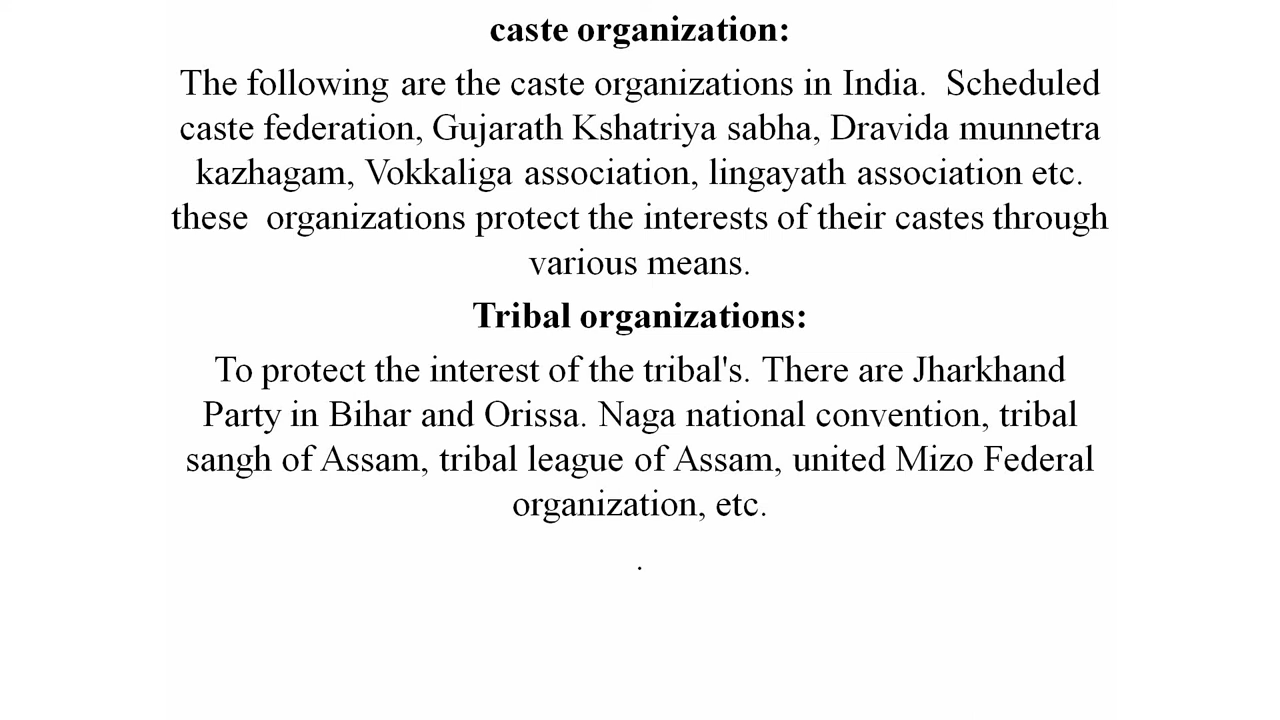 caste organization:
The following are the caste organizations in India.  Scheduled
caste federation, Gujarath Kshatriya sabha, Dravida munnetra
kazhagam, Vokkaliga association, lingayath association etc.
these  organizations protect the interests of their castes through
various means.
Tribal organizations:
To protect the interest of the tribal's. There are Jharkhand
Party in Bihar and Orissa. Naga national convention, tribal
sangh of Assam, tribal league of Assam, united Mizo Federal
organization, etc.
.